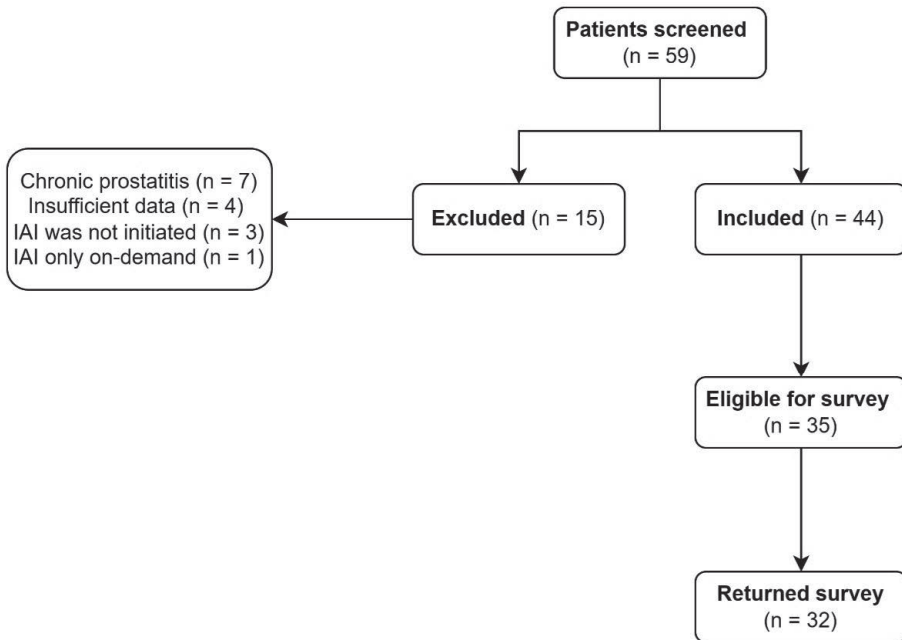 Patients screened
(n = 59)
Chronic prostatitis (n = 7)
Insufficient data (n = 4)
IAI was not initiated (n = 3)
IAI only on-demand (n = 1)
Excluded (n = 15)
Included (n = 44)
Eligible for survey
(n = 35)
Returned survey
(n = 32)